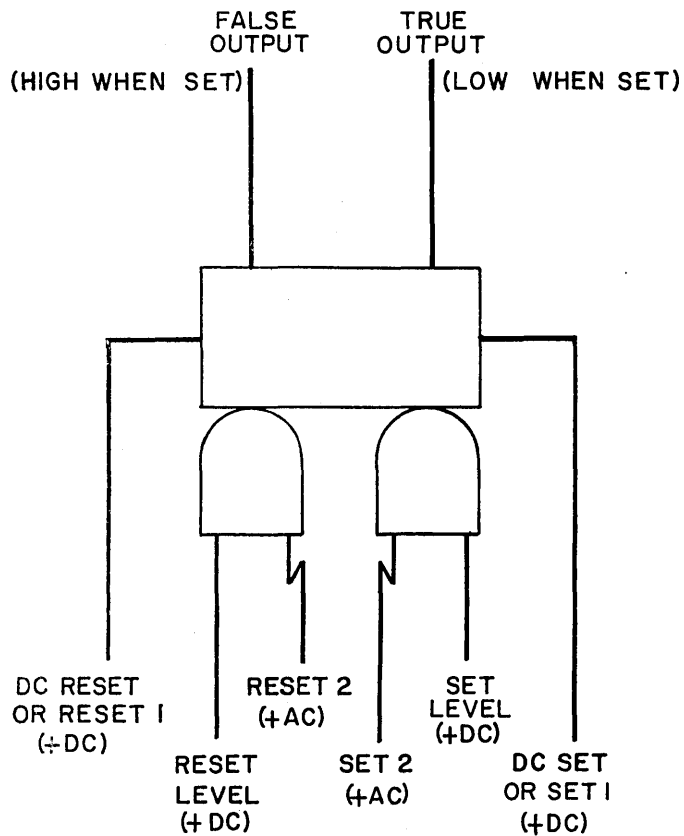 FALSE
OUTPUT
(HIGH WHEN SET)
TRUE
OUTPUT
(LOW WHEN SET)
DC RESET
OR RESET 1
(+DC)
RESET
LEVEL
(+DC)
RESET 2
(+AC)
SET 2
(+AC)
SET
LEVEL
(+DC)
DC SET
OR SET 1
(+DC)